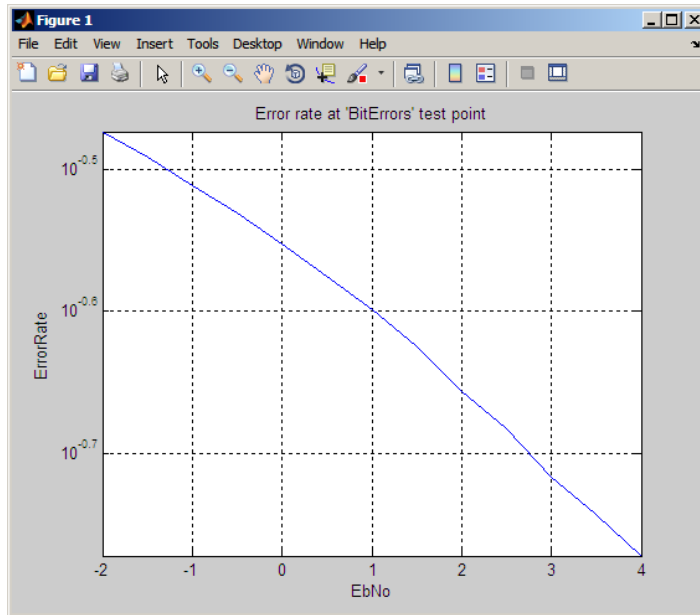 Figure 1
File Edit View Insert Tools Desktop Window Help
Error rate at 'BitErrors' test point
10^-0.5
10^-0.6
10^-0.7
ErrorRate
-2 -1 0 1 2 3 4
EbNo